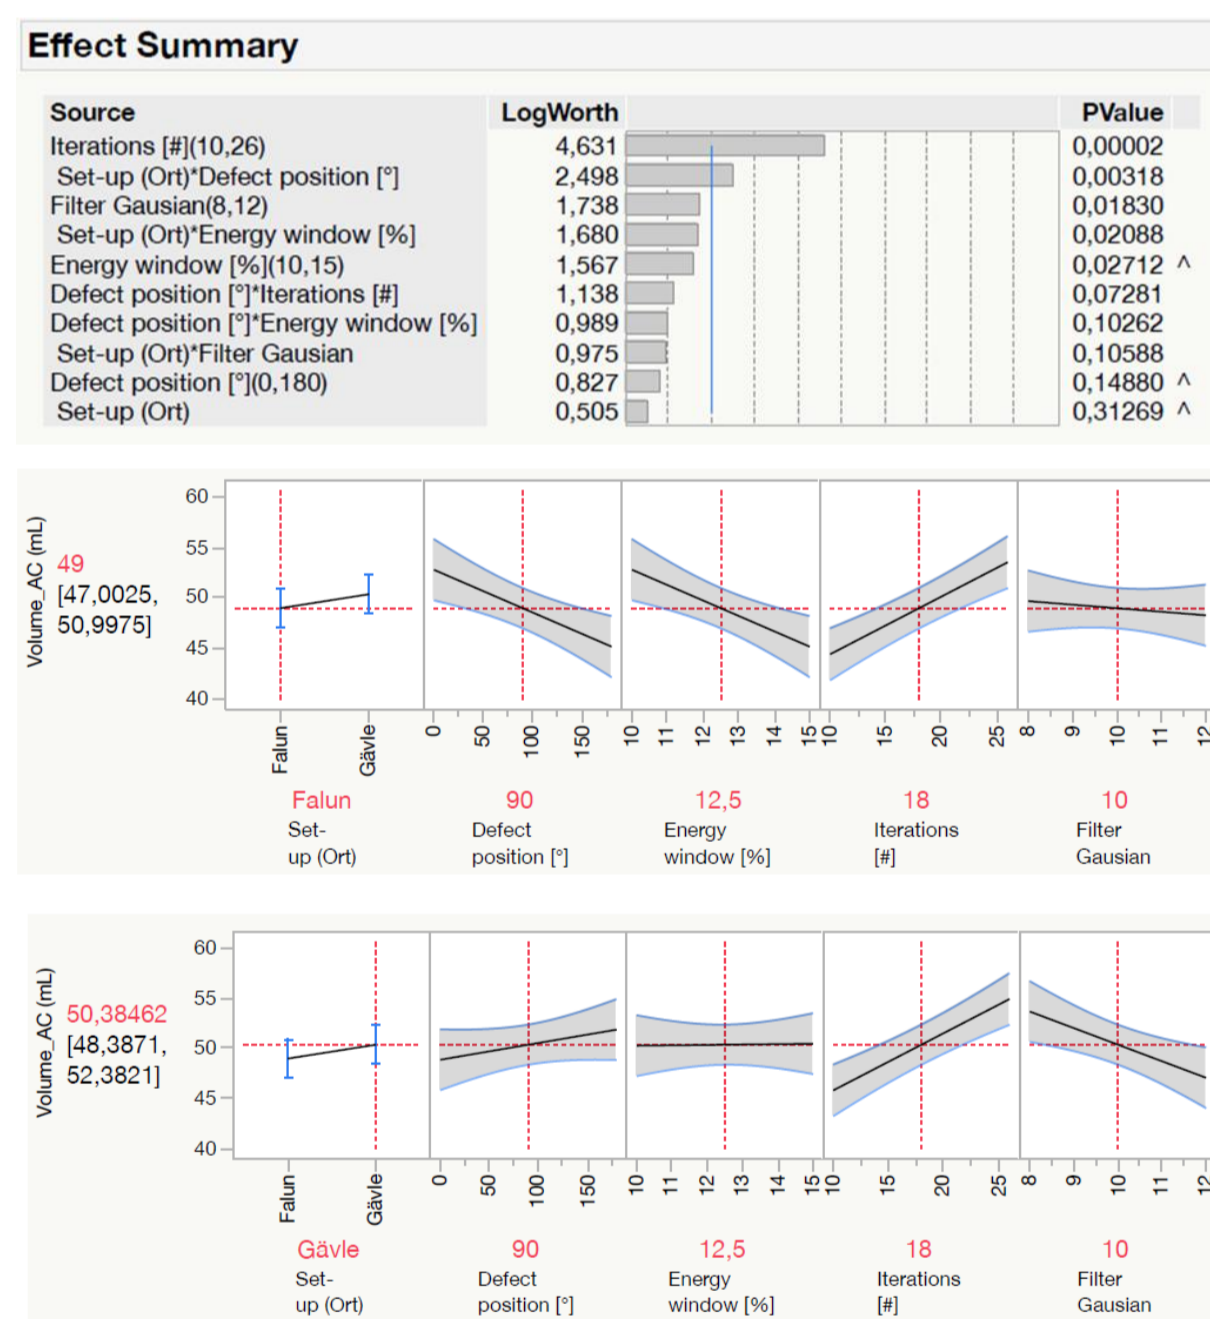 Effect Summary
Source LogWorth PValue
Iterations [#](10,26) 4,631 0,00002
Set-up (Ort)*Defect position [°] 2,498 0,00318
Filter Gausian(8,12) 1,738 0,01830
Set-up (Ort)*Energy window [%] 1,680 0,02088
Energy window [%](10,15) 1,567 0,02712 ^
Defect position [°]*Iterations [#] 1,138 0,07281
Defect position [°]*Energy window [%] 0,989 0,10262
Set-up (Ort)*Filter Gausian 0,975 0,10588
Defect position [°](0,180) 0,827 0,14880 ^
Set-up (Ort) 0,505 0,31269 ^
Volume_AC (mL)
49
[47,0025,
50,9975]
60
55
50
45
40
Falun Gävle 0 50 100 150 10 11 12 13 14 15 10 15 20 25 8 9 10 11 12
Falun 90 12,5 18 10
Set- Defect Energy Iterations Filter
up (Ort) position [°] window [%] [#] Gausian
Volume_AC (mL)
50,38462
[48,3871,
52,3821]
60
55
50
45
40
Falun Gävle 0 50 100 150 10 11 12 13 14 15 10 15 20 25 8 9 10 11 12
Gävle 90 12,5 18 10
Set- Defect Energy Iterations Filter
up (Ort) position [°] window [%] [#] Gausian